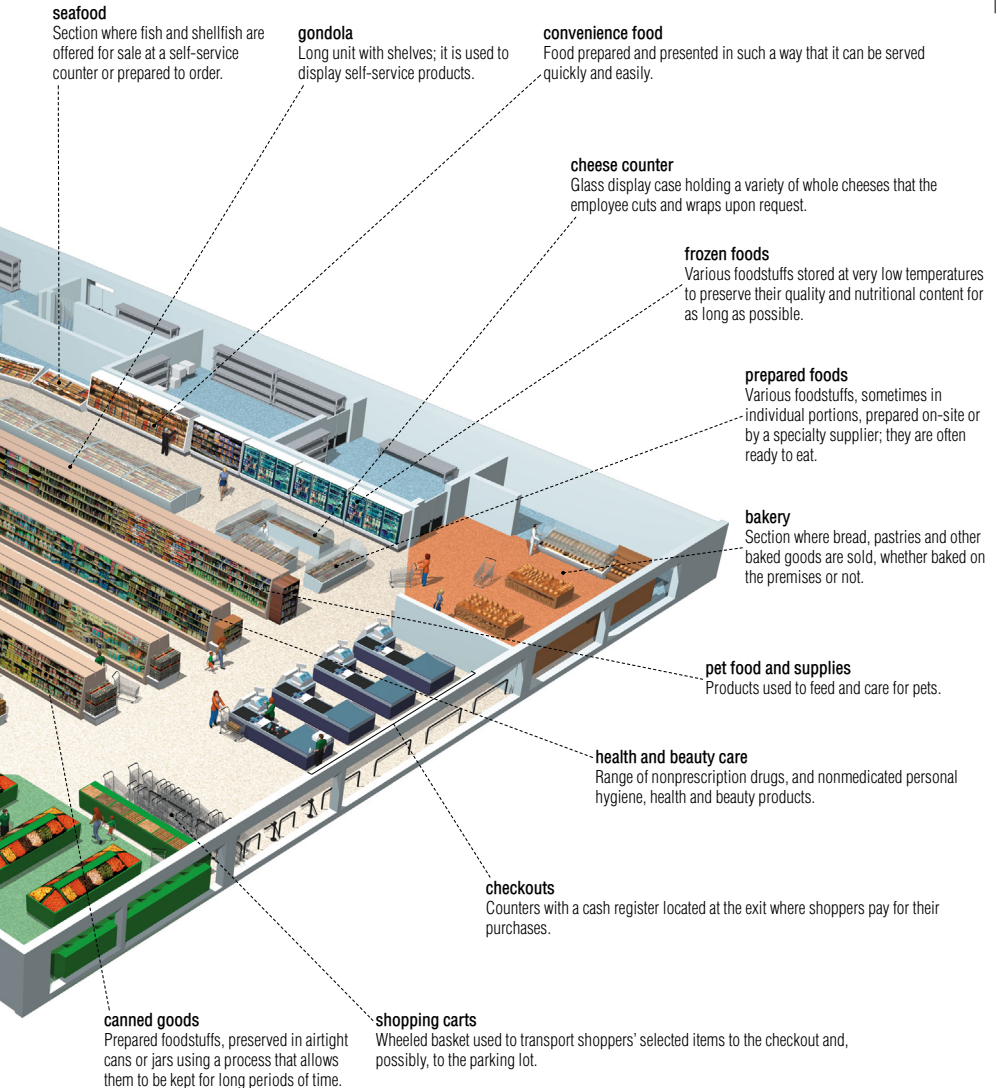 seafood
Section where fish and shellfish are
offered for sale at a self-service
counter or prepared to order.
gondola
Long unit with shelves; it is used to
display self-service products.
convenience food
Food prepared and presented in such a way that it can be served
quickly and easily.
cheese counter
Glass display case holding a variety of whole cheeses that the
employee cuts and wraps upon request.
frozen foods
Various foodstuffs stored at very low temperatures
to preserve their quality and nutritional content for
as long as possible.
prepared foods
Various foodstuffs, sometimes in
individual portions, prepared on-site or
by a specialty supplier; they are often
ready to eat.
bakery
Section where bread, pastries and other
baked goods are sold, whether baked on
the premises or not.
pet food and supplies
Products used to feed and care for pets.
health and beauty care
Range of nonprescription drugs, and nonmedicated personal
hygiene, health and beauty products.
checkouts
Counters with a cash register located at the exit where shoppers pay for their
purchases.
canned goods
Prepared foodstuffs, preserved in airtight
cans or jars using a process that allows
them to be kept for long periods of time.
shopping carts
Wheeled basket used to transport shoppers' selected items to the checkout and,
possibly, to the parking lot.